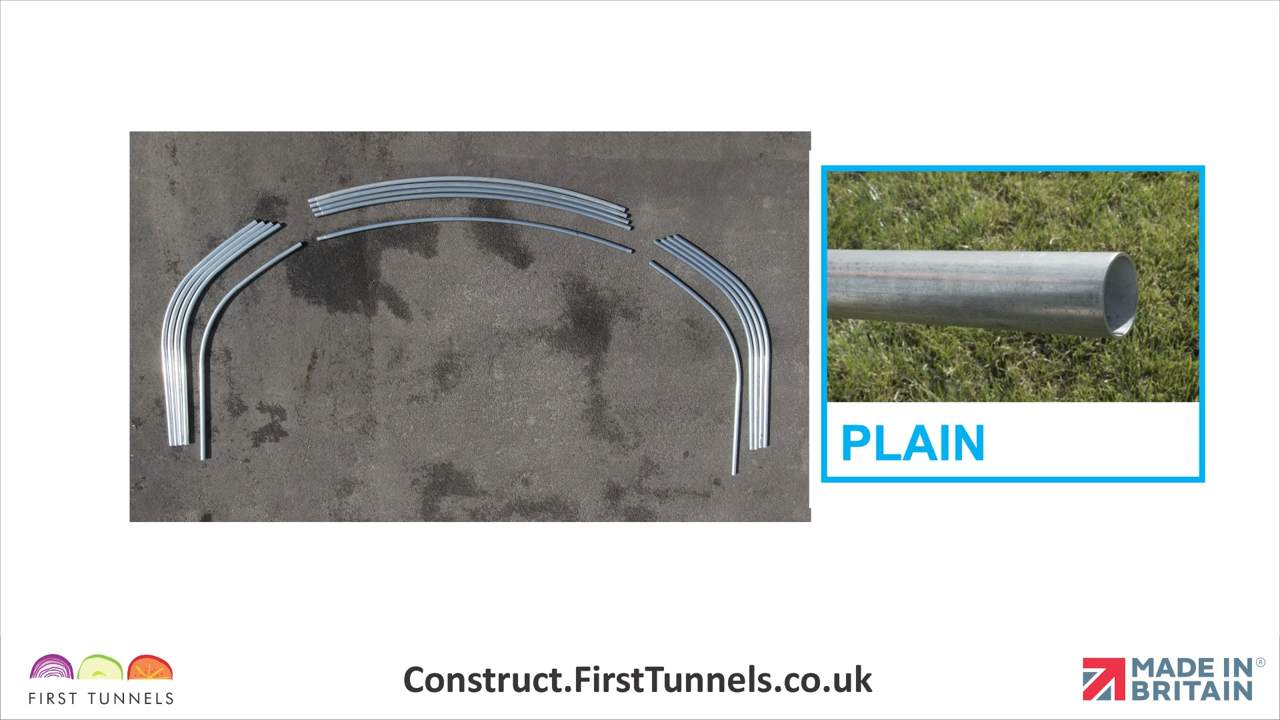 PLAIN
FIRST TUNNELS
Construct.FirstTunnels.co.uk
MADE IN ®
BRITAIN